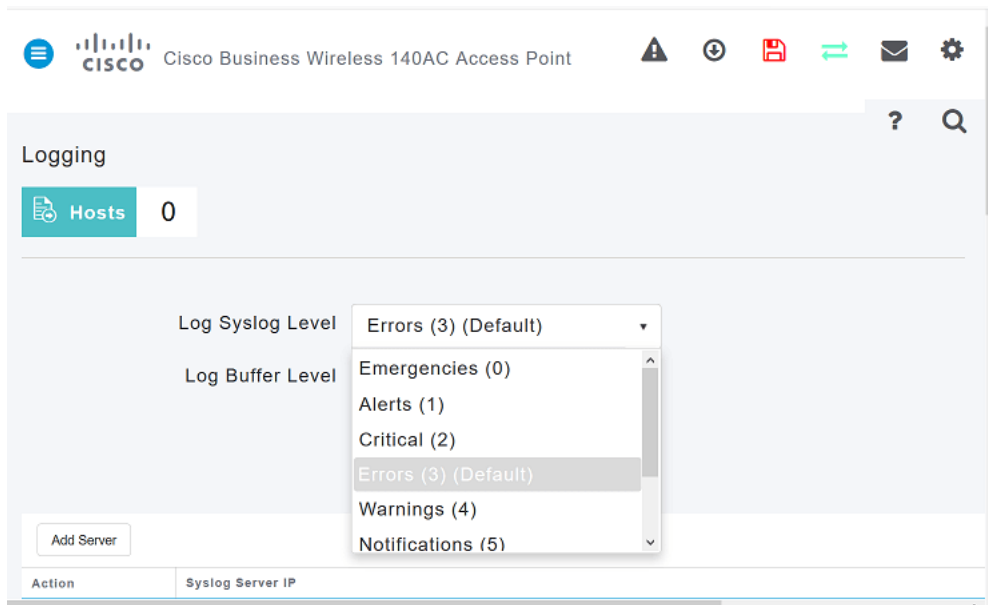 CISCO Cisco Business Wireless 140AC Access Point
?
Logging
Hosts 0
Log Syslog Level Errors (3) (Default)
Log Buffer Level
Emergencies (0)
Alerts (1)
Critical (2)
Errors (3) (Default)
Warnings (4)
Notifications (5)
Add Server
Action Syslog Server IP